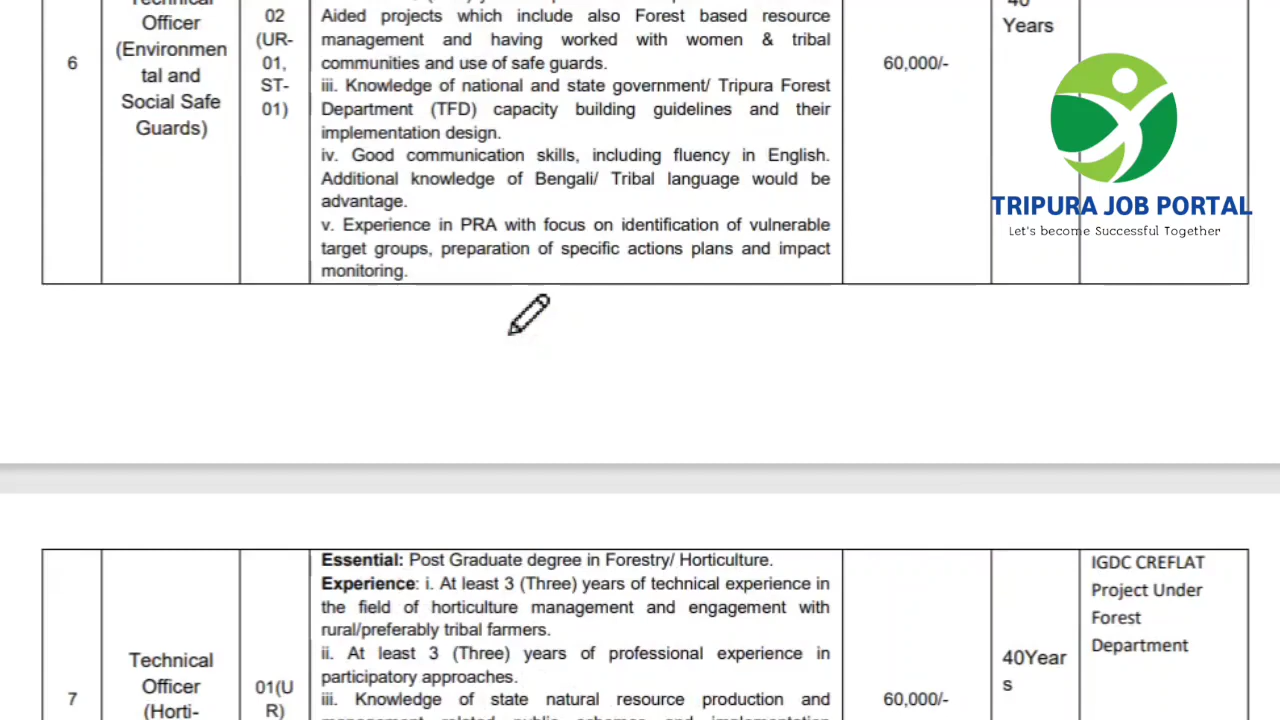 Technical
Officer
(Environmen
tal and
Social Safe
Guards)
6
02
(UR-
01,
ST-
01)
Aided projects which include also Forest based resource
management and having worked with women & tribal
communities and use of safe guards.
iii. Knowledge of national and state government/ Tripura Forest
Department (TFD) capacity building guidelines and their
implementation design.
iv. Good communication skills, including fluency in English.
Additional knowledge of Bengali/ Tribal language would be
advantage.
v. Experience in PRA with focus on identification of vulnerable
target groups, preparation of specific actions plans and impact
monitoring.
60,000/-
40
Years
TRIPURA JOB PORTAL
Let's become Successful Together
7
Technical
Officer
(Horti-
01(U
R)
Essential: Post Graduate degree in Forestry/ Horticulture.
Experience: i. At least 3 (Three) years of technical experience in
the field of horticulture management and engagement with
rural/preferably tribal farmers.
ii. At least 3 (Three) years of professional experience in
participatory approaches.
iii. Knowledge of state natural resource production and
management related public schemes and implementation
60,000/-
40Year
s
IGDC CREFLAT
Project Under
Forest
Department